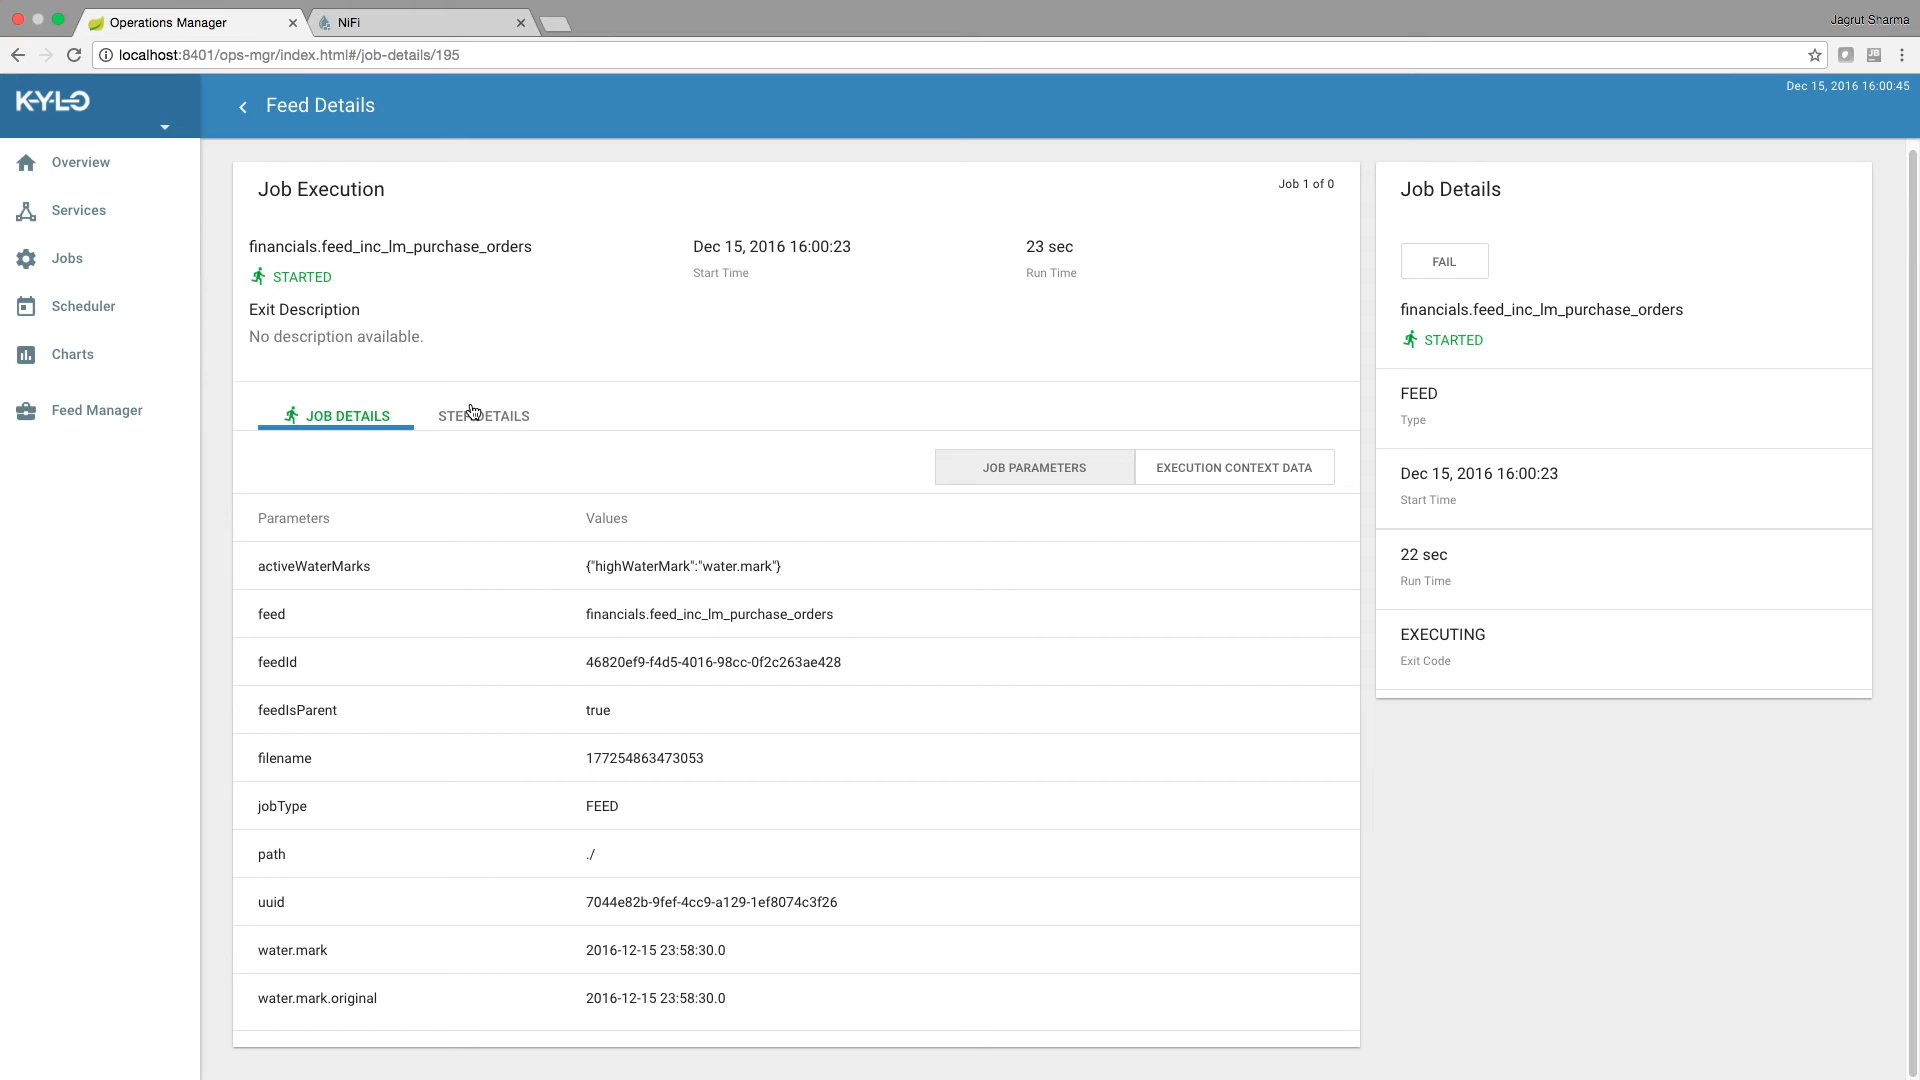 Operations Manager
NiFi
Jagrut Sharma
localhost:8401/ops-mgr/index.html#/job-details/195
KYLO
Feed Details
Dec 15, 2016 16:00:45
Overview
Services
Jobs
Scheduler
Charts
Feed Manager
Job Execution
Job 1 of 0
financials.feed_inc_lm_purchase_orders
Dec 15, 2016 16:00:23
23 sec
STARTED
Start Time
Run Time
Exit Description
No description available.
JOB DETAILS
STEP DETAILS
JOB PARAMETERS
EXECUTION CONTEXT DATA
Parameters
Values
activeWaterMarks
{"highWaterMark":"water.mark"}
feed
financials.feed_inc_lm_purchase_orders
feedId
46820ef9-f4d5-4016-98cc-0f2c263ae428
feedIsParent
true
filename
177254863473053
jobType
FEED
path
./
uuid
7044e82b-9fef-4cc9-a129-1ef8074c3f26
water.mark
2016-12-15 23:58:30.0
water.mark.original
2016-12-15 23:58:30.0
Job Details
FAIL
financials.feed_inc_lm_purchase_orders
STARTED
FEED
Type
Dec 15, 2016 16:00:23
Start Time
22 sec
Run Time
EXECUTING
Exit Code